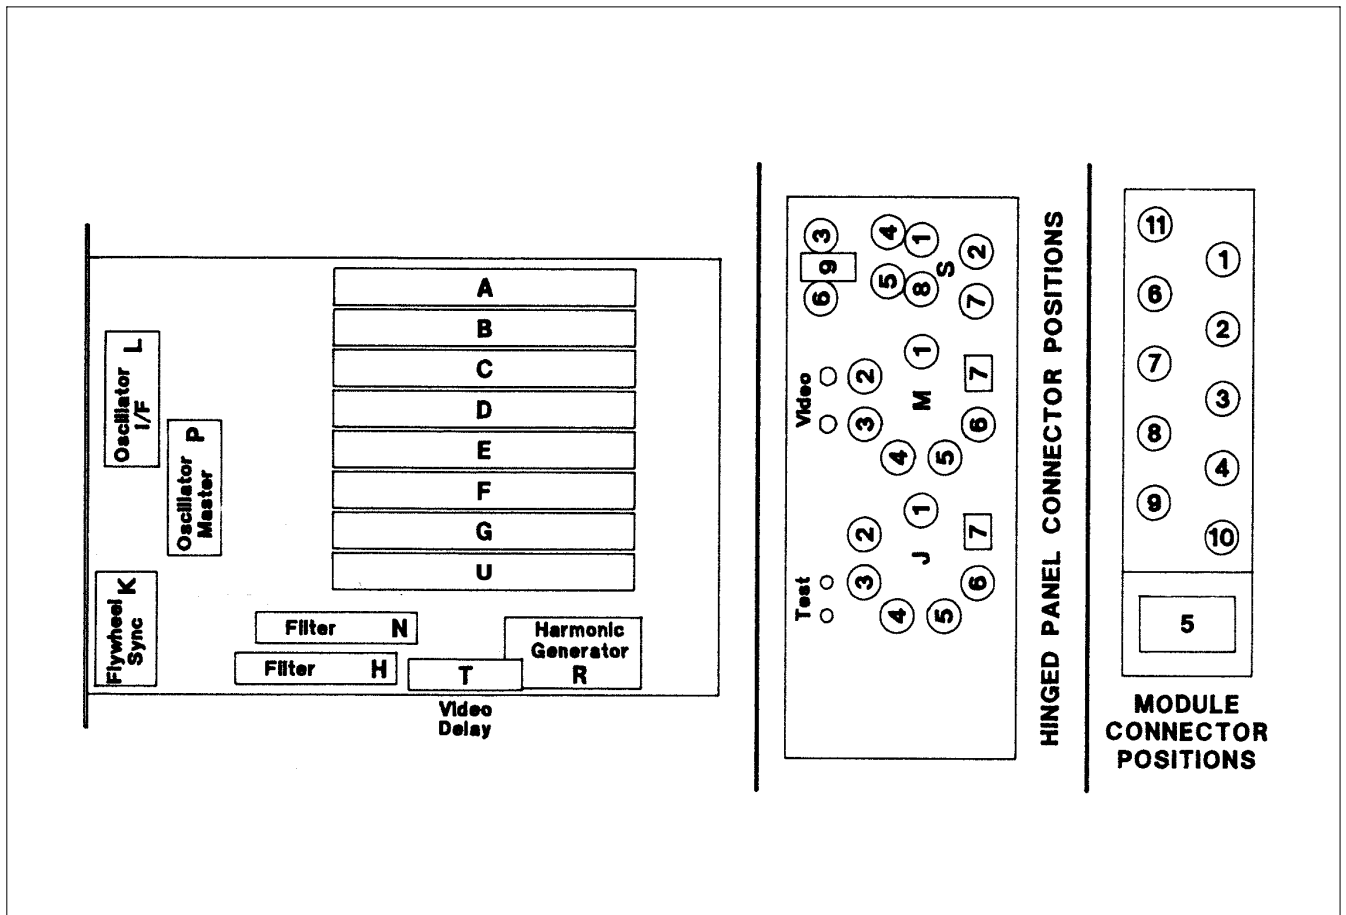 A
B
C
D
E
F
G
U
Oscillator L
I/F
Oscillator P
Master
Flywheel K
Sync
Filter N
Filter H
T
Video
Delay
Harmonic
Generator
R
3
9
6
4
1
5
8
S
2
7
Video
1
2
3
4
5
6
7
M
Test
1
2
3
4
5
6
7
J
HINGED PANEL CONNECTOR POSITIONS
11
1
6
2
7
3
8
4
9
10
5
MODULE
CONNECTOR
POSITIONS